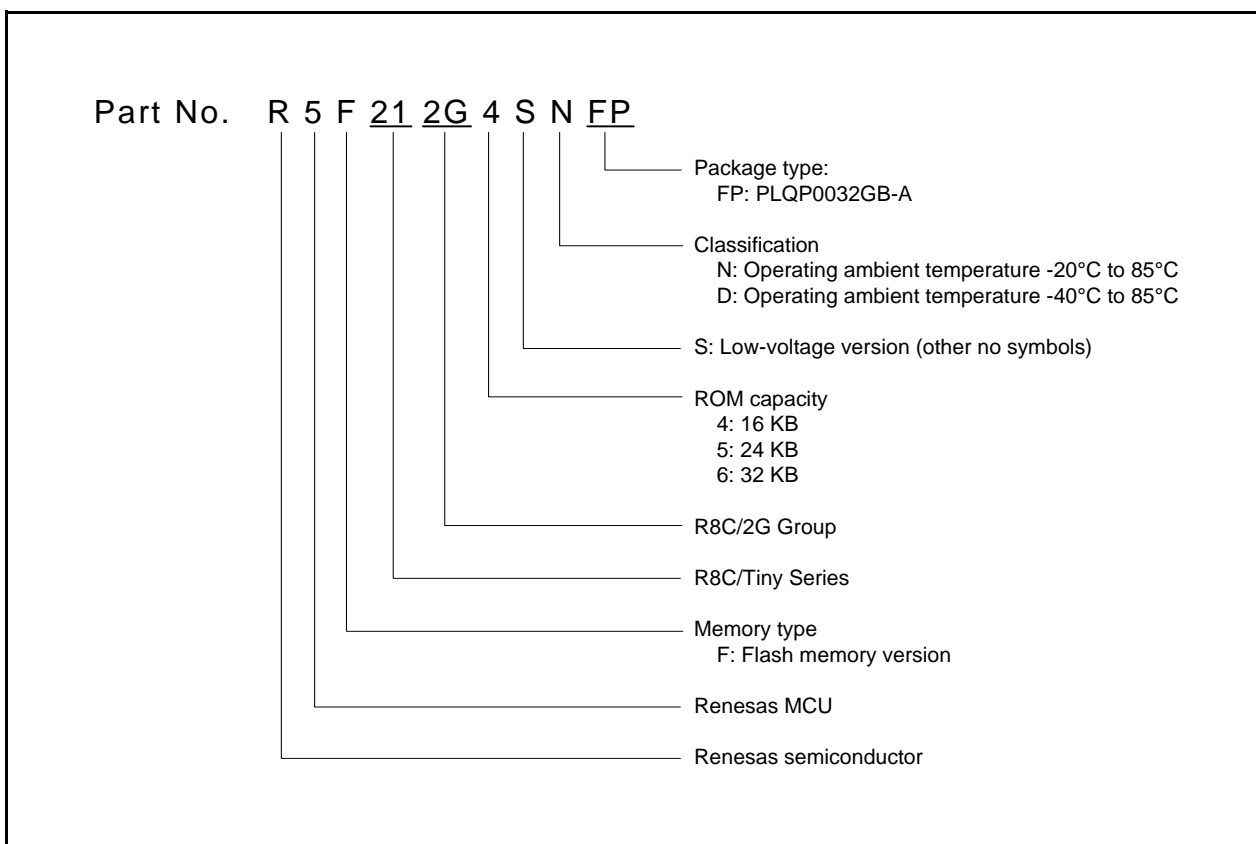 Part No. R 5 F 21 2G 4 S N FP
Package type:
FP: PLQP0032GB-A
Classification
N: Operating ambient temperature -20°C to 85°C
D: Operating ambient temperature -40°C to 85°C
S: Low-voltage version (other no symbols)
ROM capacity
4: 16 KB
5: 24 KB
6: 32 KB
R8C/2G Group
R8C/Tiny Series
Memory type
F: Flash memory version
Renesas MCU
Renesas semiconductor